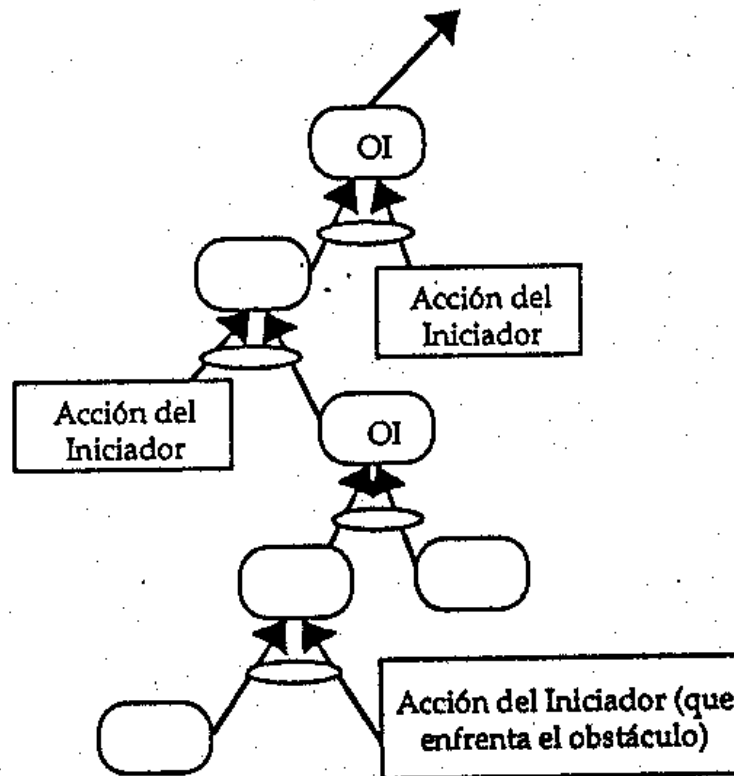 OI
Acción del
Iniciador
Acción del
Iniciador
OI
Acción del Iniciador (que
enfrenta el obstáculo)